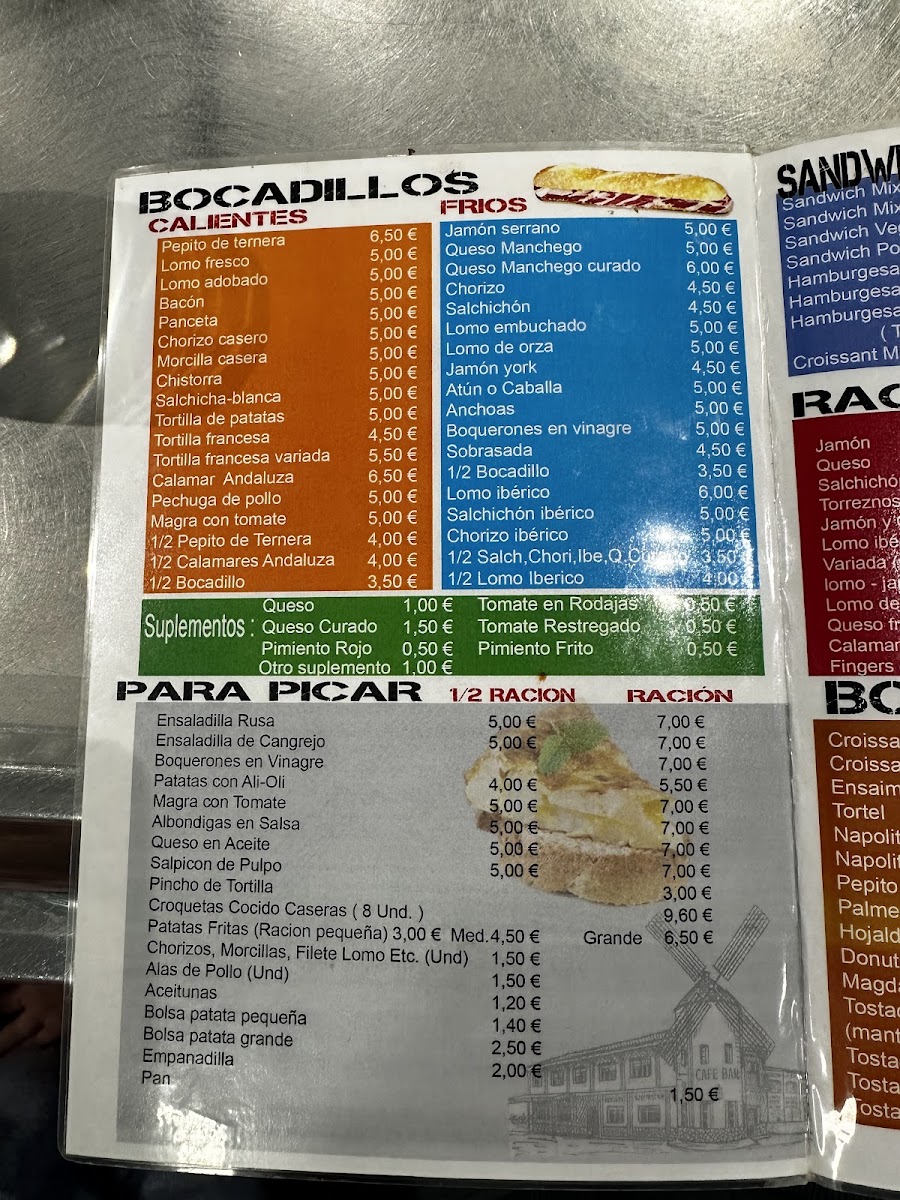 BOCADILLOS
CALIENTES
Pepito de ternera 6,50 €
Lomo fresco 5,00 €
Lomo adobado 5,00 €
Bacón 5,00 €
Panceta 5,00 €
Chorizo casero 5,00 €
Morcilla casera 5,00 €
Chistorra 5,00 €
Salchicha-blanca 5,00 €
Tortilla de patatas 5,00 €
Tortilla francesa 4,50 €
Tortilla francesa variada 5,50 €
Calamar Andaluza 6,50 €
Pechuga de pollo 5,00 €
Magra con tomate 5,00 €
1/2 Pepito de Ternera 4,00 €
1/2 Calamares Andaluza 4,00 €
1/2 Bocadillo 3,50 €
FRIOS
Jamón serrano 5,00 €
Queso Manchego 5,00 €
Queso Manchego curado 6,00 €
Chorizo 4,50 €
Salchichón 4,50 €
Lomo embuchado 5,00 €
Lomo de orza 5,00 €
Jamón york 4,50 €
Atún o Caballa 5,00 €
Anchoas 5,00 €
Boquerones en vinagre 5,00 €
Sobrasada 4,50 €
1/2 Bocadillo 3,50 €
Lomo ibérico 6,00 €
Salchichón ibérico 5,00 €
Chorizo ibérico 5,00 €
1/2 Salch,Chori,Ibe,Q.Curado 3,50 €
1/2 Lomo Iberico 4,00 €
Suplementos :
Queso 1,00 € Tomate en Rodajas 0,50 €
Queso Curado 1,50 € Tomate Restregado 0,50 €
Pimiento Rojo 0,50 € Pimiento Frito 0,50 €
Otro suplemento 1,00 €
PARA PICAR 1/2 RACION RACIÓN
Ensaladilla Rusa 5,00 € 7,00 €
Ensaladilla de Cangrejo 5,00 € 7,00 €
Boquerones en Vinagre 7,00 €
Patatas con Ali-Oli 4,00 € 5,50 €
Magra con Tomate 5,00 € 7,00 €
Albondigas en Salsa 5,00 € 7,00 €
Queso en Aceite 5,00 € 7,00 €
Salpicon de Pulpo 5,00 € 7,00 €
Pincho de Tortilla 3,00 €
Croquetas Cocido Caseras ( 8 Und. ) 9,60 €
Patatas Fritas (Racion pequeña) 3,00 € Med.4,50 € Grande 6,50 €
Chorizos, Morcillas, Filete Lomo Etc. (Und) 1,50 €
Alas de Pollo (Und) 1,50 €
Aceitunas 1,20 €
Bolsa patata pequeña 1,40 €
Bolsa patata grande 2,50 €
Empanadilla 2,00 €
Pan 1,50 €
CAFE BAR
SANDWI
Sandwich Mix
Sandwich Mix
Sandwich Veg
Sandwich Po
Hamburgesa
Hamburgesa
Hamburgesa
( T
Croissant M
RAC
Jamón
Queso
Salchichó
Torreznos
Jamón y
Lomo ibé
Variada
lomo - ja
Lomo de
Queso fr
Calamar
Fingers
BO
Croissa
Croissa
Ensaim
Tortel
Napolit
Napolit
Pepito
Palme
Hojald
Donut
Magda
Tostad
(mant
Tosta
Tosta
Tosta